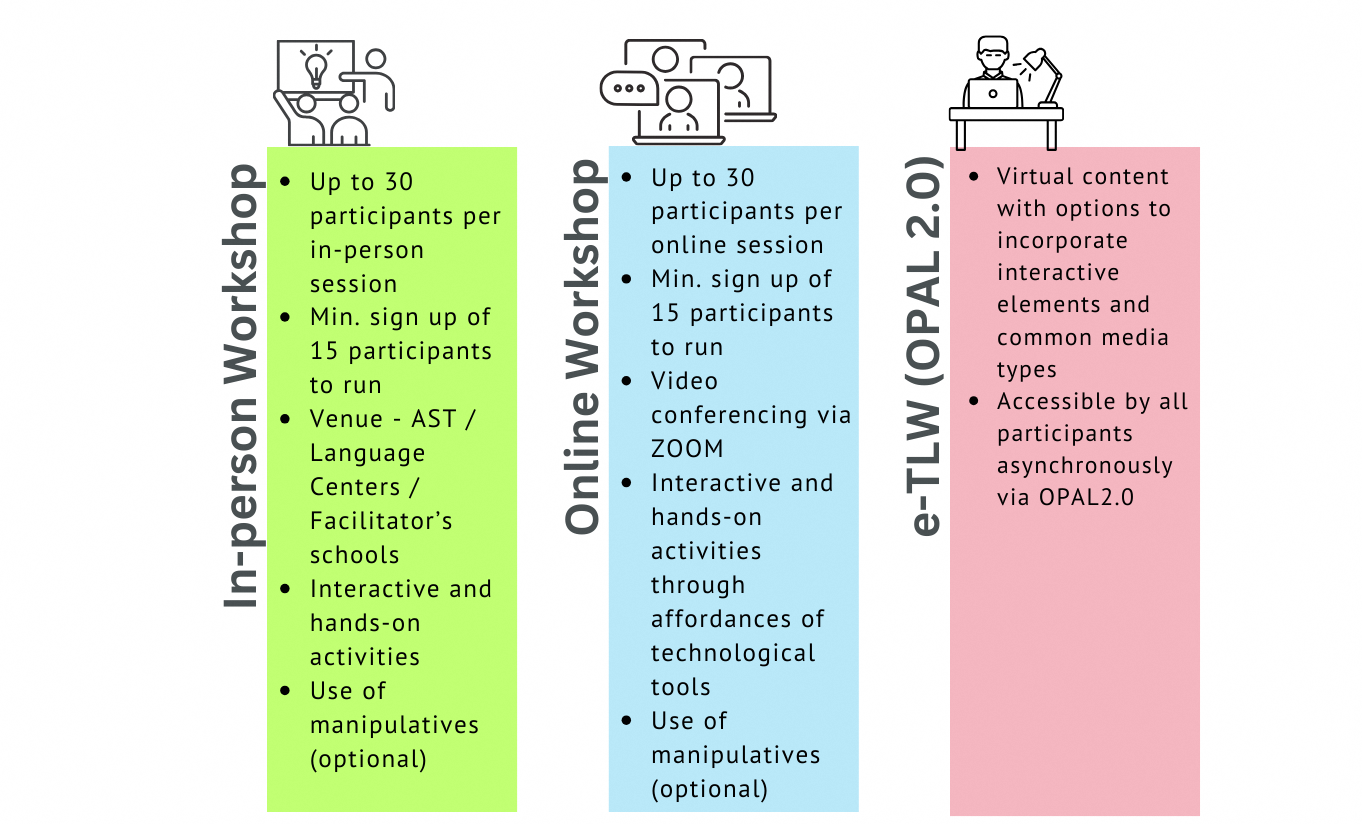 In-person Workshop
• Up to 30
participants per
in-person
session
• Min. sign up of
15 participants
to run
• Venue - AST /
Language
Centers /
Facilitator’s
schools
• Interactive and
hands-on
activities
• Use of
manipulatives
(optional)
Online Workshop
• Up to 30
participants per
online session
• Min. sign up of
15 participants
to run
• Video
conferencing via
ZOOM
• Interactive and
hands-on
activities
through
affordances of
technological
tools
• Use of
manipulatives
(optional)
e-TLW (OPAL 2.0)
• Virtual content
with options to
incorporate
interactive
elements and
common media
types
• Accessible by all
participants
asynchronously
via OPAL2.0